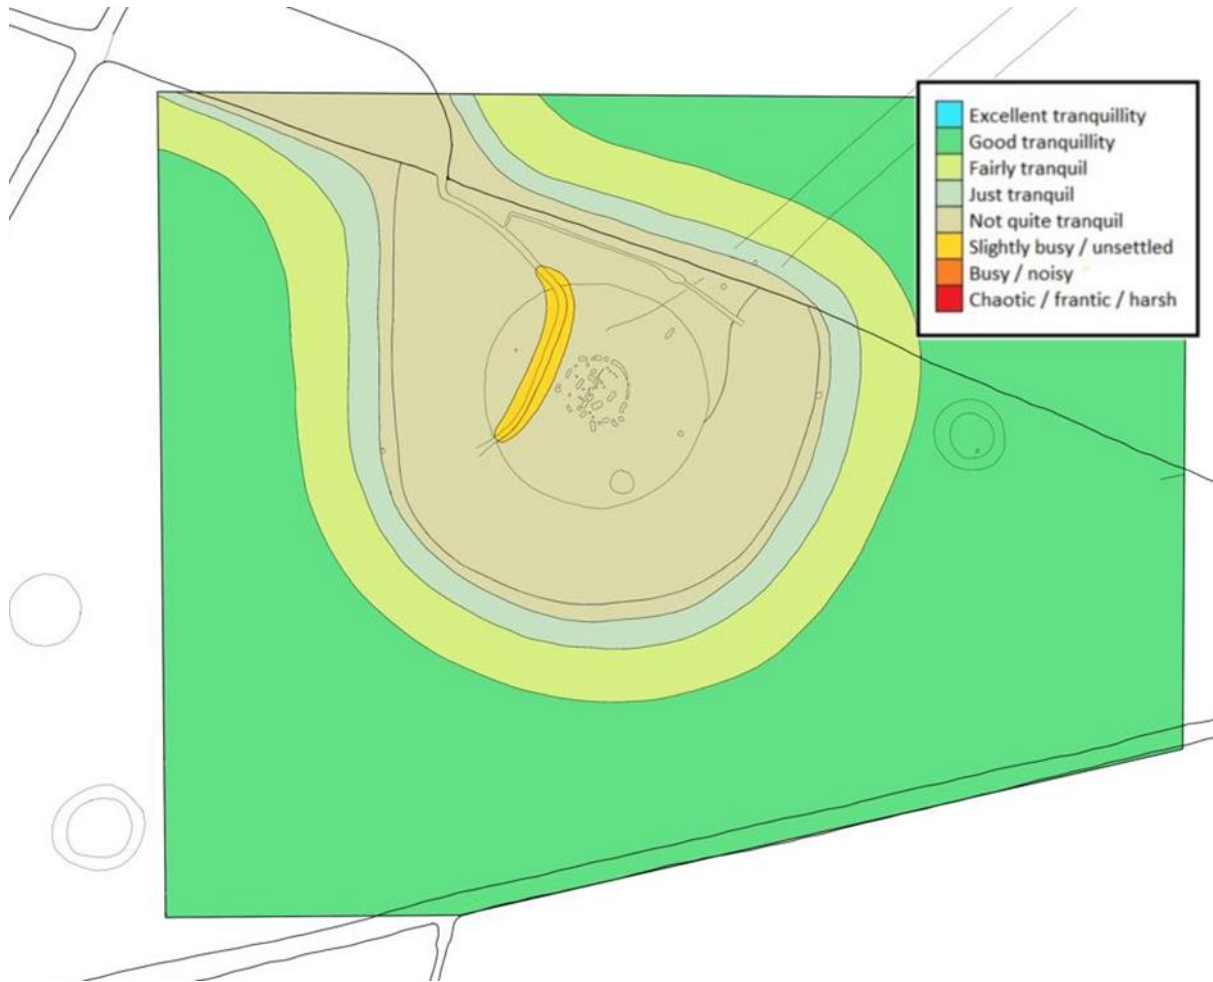 Excellent tranquillity
Good tranquillity
Fairly tranquil
Just tranquil
Not quite tranquil
Slightly busy / unsettled
Busy / noisy
Chaotic / frantic / harsh